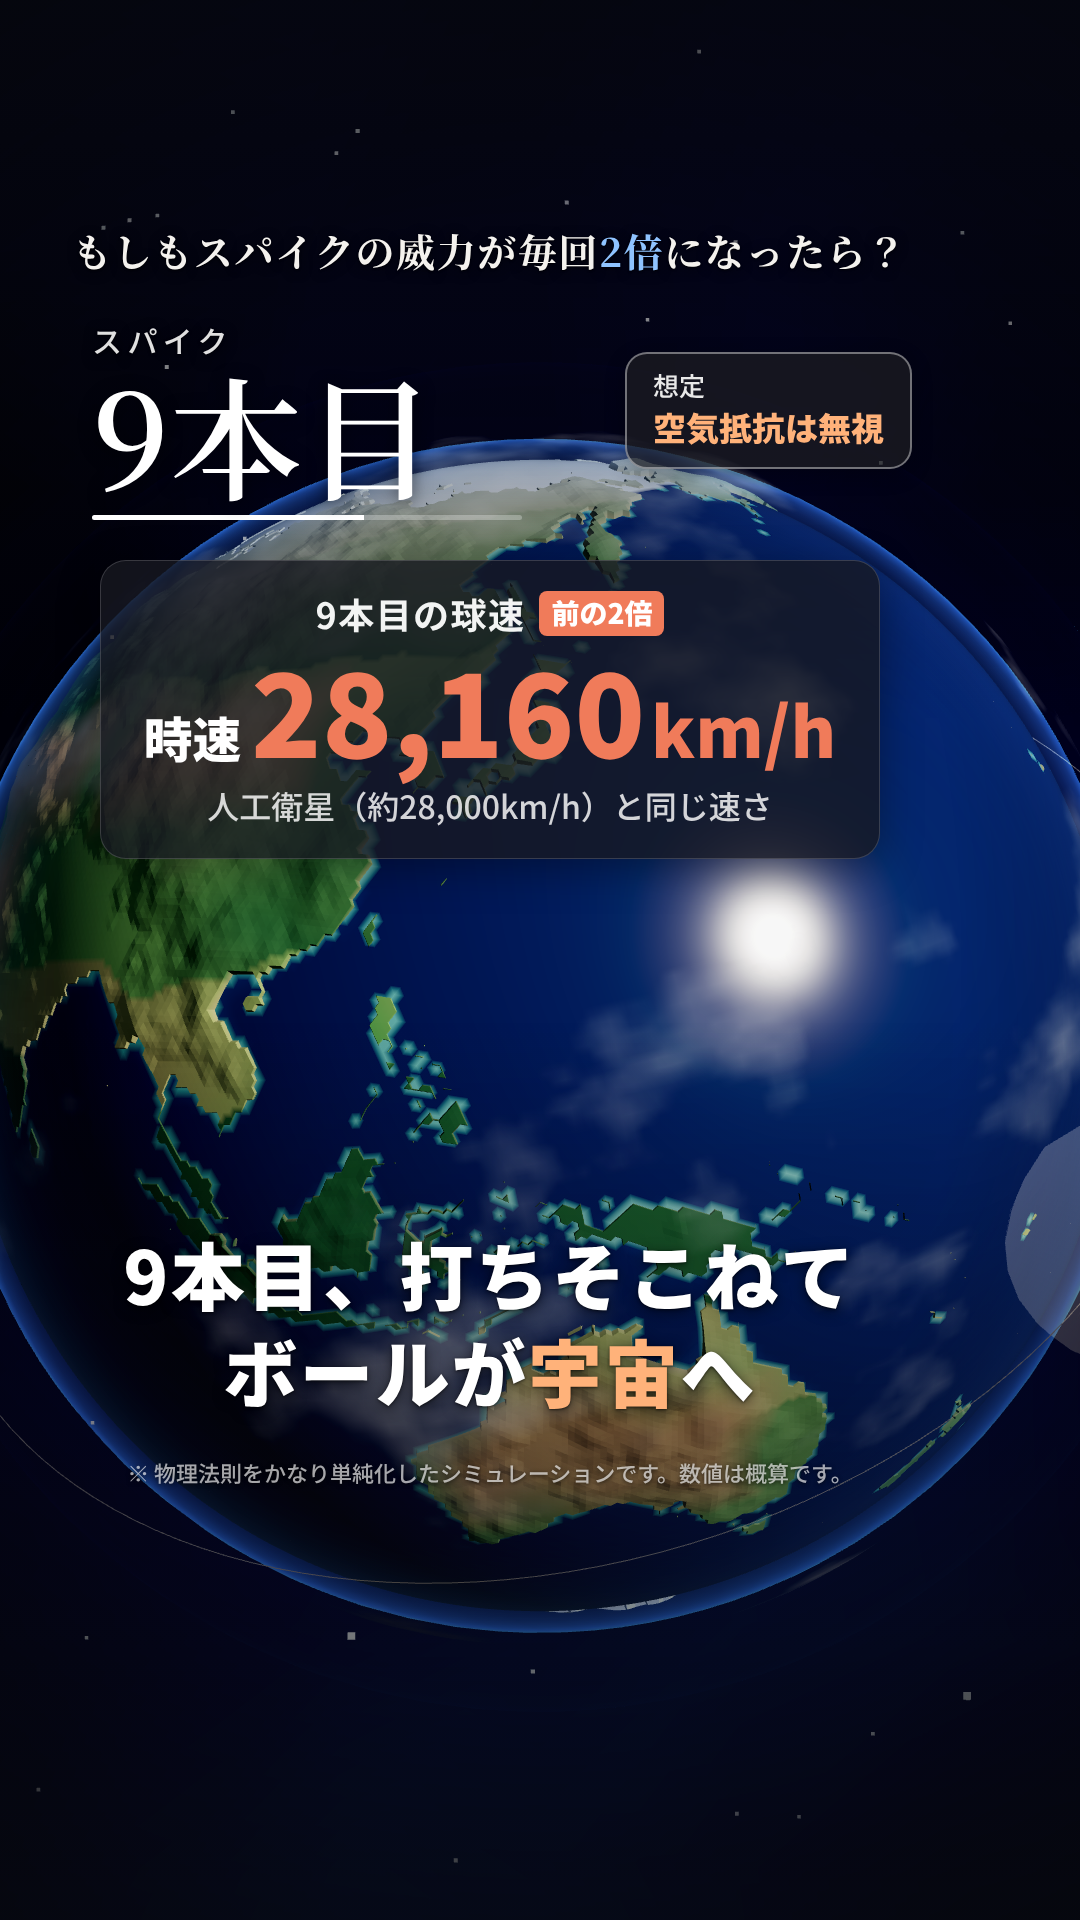 もしもスパイクの威力が毎回2倍になったら？
スパイク
9本目
想定
空気抵抗は無視
9本目の球速 前の2倍
時速 28,160 km/h
人工衛星（約28,000km/h）と同じ速さ
9本目、打ちそこねて
ボールが宇宙へ
※ 物理法則をかなり単純化したシミュレーションです。数値は概算です。